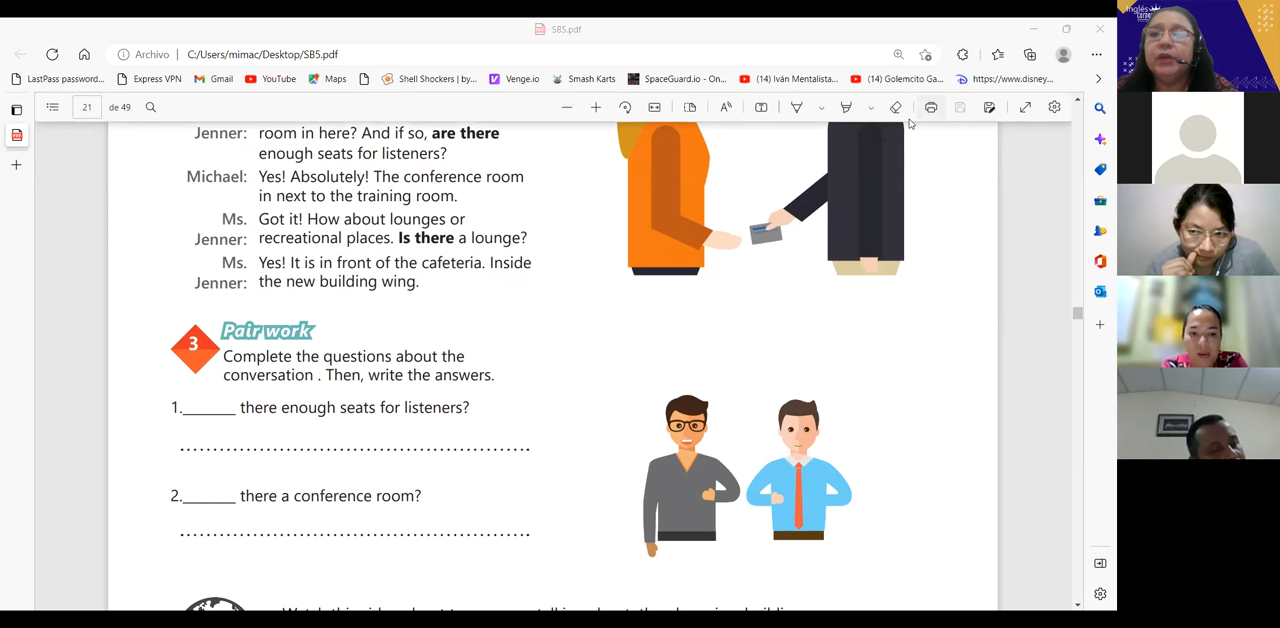 SB5.pdf
Archivo | C:/Users/mimac/Desktop/SB5.pdf
LastPass password... Express VPN Gmail YouTube Maps Shell Shockers | by... Venge.io Smash Karts SpaceGuard.io - On... (14) Iván Mentalista... (14) Golemcito Ga... https://www.disney...
21 de 49
Jenner: room in here? And if so, are there
enough seats for listeners?
Michael: Yes! Absolutely! The conference room
in next to the training room.
Ms. Got it! How about lounges or
Jenner: recreational places. Is there a lounge?
Ms. Yes! It is in front of the cafeteria. Inside
Jenner: the new building wing.
3 Pair work
Complete the questions about the
conversation . Then, write the answers.
1.______ there enough seats for listeners?
2.______ there a conference room?
Inglés